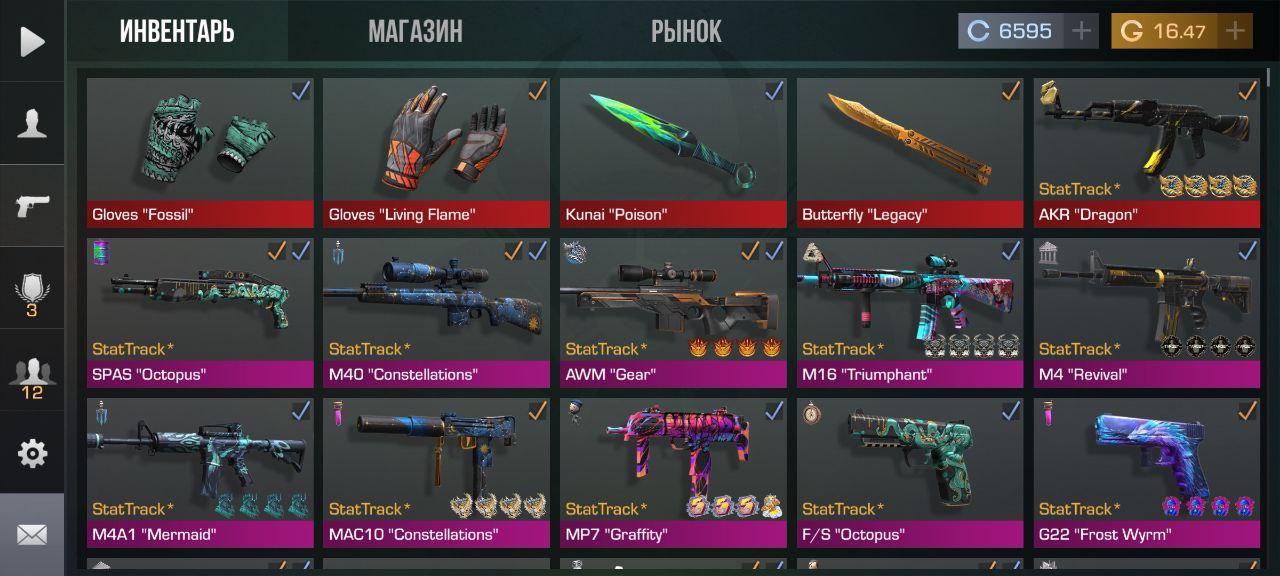 ИНВЕНТАРЬ МАГАЗИН РЫНОК 6595 + G 16.47 +
Gloves "Fossil" Gloves "Living Flame" Kunai "Poison" Butterfly "Legacy" StatTrack*
AKR "Dragon"
StatTrack* StatTrack* StatTrack* StatTrack* StatTrack*
SPAS "Octopus" M40 "Constellations" AWM "Gear" M16 "Triumphant" M4 "Revival"
3
12
StatTrack* StatTrack* StatTrack* StatTrack* StatTrack*
M4A1 "Mermaid" MAC10 "Constellations" MP7 "Graffity" F/S "Octopus" G22 "Frost Wyrm"